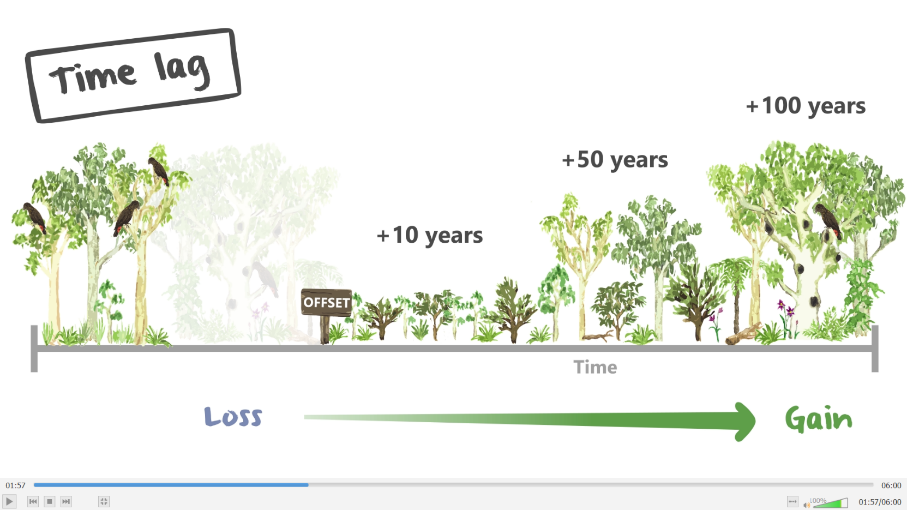 Time lag
+100 years
+50 years
+10 years
OFFSET
Time
Loss
Gain
01:57
06:00
100%
01:57/06:00